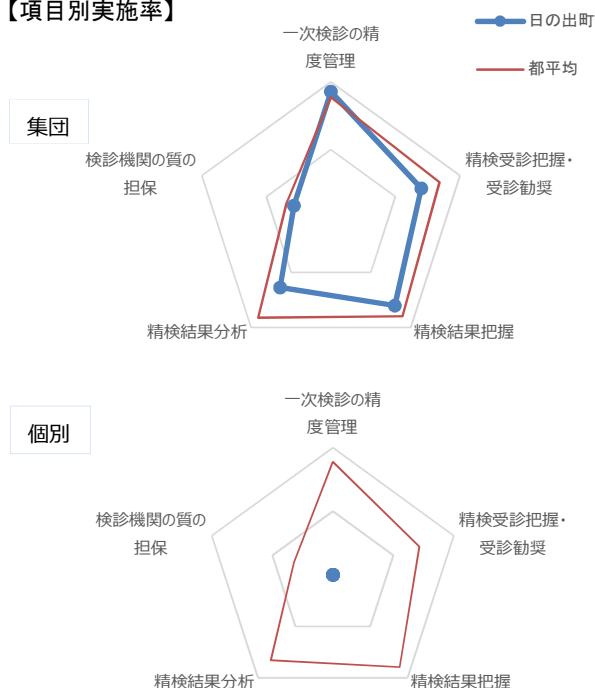 【項目別実施率】
日の出町
都平均
集団
一次検診の精
度管理
精検受診把握・
受診勧奨
精検結果把握
精検結果分析
検診機関の質の
担保
個別
一次検診の精
度管理
精検受診把握・
受診勧奨
精検結果把握
精検結果分析
検診機関の質の
担保